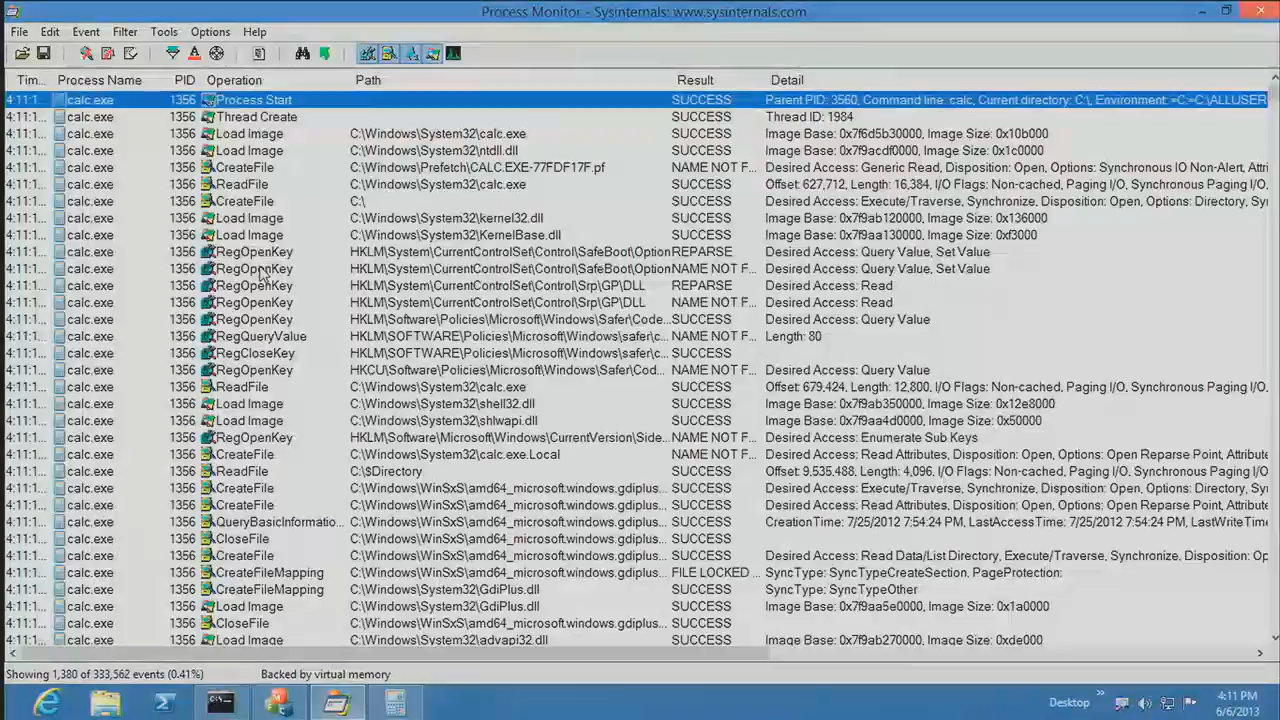 Process Monitor - Sysinternals: www.sysinternals.com
File Edit Event Filter Tools Options Help
Tim... Process Name PID Operation Path Result Detail
4:11:1... calc.exe 1356 Process Start SUCCESS Parent PID: 3560, Command line: calc, Current directory: C:\, Environment: =C:=C:\ALLUSER
4:11:1... calc.exe 1356 Thread Create SUCCESS Thread ID: 1984
4:11:1... calc.exe 1356 Load Image C:\Windows\System32\calc.exe SUCCESS Image Base: 0x7f6d5b30000, Image Size: 0x10b000
4:11:1... calc.exe 1356 Load Image C:\Windows\System32\ntdll.dll SUCCESS Image Base: 0x7f9acdf0000, Image Size: 0x1c0000
4:11:1... calc.exe 1356 CreateFile C:\Windows\Prefetch\CALC.EXE-77FDF17F.pf NAME NOT F... Desired Access: Generic Read, Disposition: Open, Options: Synchronous IO Non-Alert, Attri
4:11:1... calc.exe 1356 ReadFile C:\Windows\System32\calc.exe SUCCESS Offset: 627,712, Length: 16,384, I/O Flags: Non-cached, Paging I/O, Synchronous Paging I/O,
4:11:1... calc.exe 1356 CreateFile C:\ SUCCESS Desired Access: Execute/Traverse, Synchronize, Disposition: Open, Options: Directory, Sy
4:11:1... calc.exe 1356 Load Image C:\Windows\System32\kernel32.dll SUCCESS Image Base: 0x7f9ab120000, Image Size: 0x136000
4:11:1... calc.exe 1356 Load Image C:\Windows\System32\KernelBase.dll SUCCESS Image Base: 0x7f9aa130000, Image Size: 0xf3000
4:11:1... calc.exe 1356 RegOpenKey HKLM\System\CurrentControlSet\Control\SafeBoot\Option REPARSE Desired Access: Query Value, Set Value
4:11:1... calc.exe 1356 RegOpenKey HKLM\System\CurrentControlSet\Control\SafeBoot\Option NAME NOT F... Desired Access: Query Value, Set Value
4:11:1... calc.exe 1356 RegOpenKey HKLM\System\CurrentControlSet\Control\Srp\GP\DLL REPARSE Desired Access: Read
4:11:1... calc.exe 1356 RegOpenKey HKLM\System\CurrentControlSet\Control\Srp\GP\DLL NAME NOT F... Desired Access: Read
4:11:1... calc.exe 1356 RegOpenKey HKLM\Software\Policies\Microsoft\Windows\Safer\Code... SUCCESS Desired Access: Query Value
4:11:1... calc.exe 1356 RegQueryValue HKLM\SOFTWARE\Policies\Microsoft\Windows\safer\c... NAME NOT F... Length: 80
4:11:1... calc.exe 1356 RegCloseKey HKLM\SOFTWARE\Policies\Microsoft\Windows\safer\c... SUCCESS
4:11:1... calc.exe 1356 RegOpenKey HKCU\Software\Policies\Microsoft\Windows\Safer\Cod... NAME NOT F... Desired Access: Query Value
4:11:1... calc.exe 1356 ReadFile C:\Windows\System32\calc.exe SUCCESS Offset: 679,424, Length: 12,800, I/O Flags: Non-cached, Paging I/O, Synchronous Paging I/O,
4:11:1... calc.exe 1356 Load Image C:\Windows\System32\shell32.dll SUCCESS Image Base: 0x7f9ab350000, Image Size: 0x12e8000
4:11:1... calc.exe 1356 Load Image C:\Windows\System32\shlwapi.dll SUCCESS Image Base: 0x7f9aa4d0000, Image Size: 0x50000
4:11:1... calc.exe 1356 RegOpenKey HKLM\Software\Microsoft\Windows\CurrentVersion\Side... NAME NOT F... Desired Access: Enumerate Sub Keys
4:11:1... calc.exe 1356 CreateFile C:\Windows\System32\calc.exe.Local NAME NOT F... Desired Access: Read Attributes, Disposition: Open, Options: Open Reparse Point, Attribute
4:11:1... calc.exe 1356 ReadFile C:\$Directory SUCCESS Offset: 9,535,488, Length: 4,096, I/O Flags: Non-cached, Paging I/O, Synchronous Paging I/O,
4:11:1... calc.exe 1356 CreateFile C:\Windows\WinSxS\amd64_microsoft.windows.gdiplus... SUCCESS Desired Access: Execute/Traverse, Synchronize, Disposition: Open, Options: Directory, Sy
4:11:1... calc.exe 1356 CreateFile C:\Windows\WinSxS\amd64_microsoft.windows.gdiplus... SUCCESS Desired Access: Read Attributes, Disposition: Open, Options: Open Reparse Point, Attribute
4:11:1... calc.exe 1356 QueryBasicInformatio... C:\Windows\WinSxS\amd64_microsoft.windows.gdiplus... SUCCESS CreationTime: 7/25/2012 7:54:24 PM, LastAccessTime: 7/25/2012 7:54:24 PM, LastWriteTime
4:11:1... calc.exe 1356 CloseFile C:\Windows\WinSxS\amd64_microsoft.windows.gdiplus... SUCCESS
4:11:1... calc.exe 1356 CreateFile C:\Windows\WinSxS\amd64_microsoft.windows.gdiplus... SUCCESS Desired Access: Read Data/List Directory, Execute/Traverse, Synchronize, Disposition: Op
4:11:1... calc.exe 1356 CreateFileMapping C:\Windows\WinSxS\amd64_microsoft.windows.gdiplus... FILE LOCKED ... SyncType: SyncTypeCreateSection, PageProtection:
4:11:1... calc.exe 1356 CreateFileMapping C:\Windows\System32\GdiPlus.dll SUCCESS SyncType: SyncTypeOther
4:11:1... calc.exe 1356 Load Image C:\Windows\System32\GdiPlus.dll SUCCESS Image Base: 0x7f9aa5e0000, Image Size: 0x1a0000
4:11:1... calc.exe 1356 CloseFile C:\Windows\WinSxS\amd64_microsoft.windows.gdiplus... SUCCESS
4:11:1... calc.exe 1356 Load Image C:\Windows\System32\advapi32.dll SUCCESS Image Base: 0x7f9ab270000, Image Size: 0xde000
Showing 1,380 of 333,562 events (0.41%) Backed by virtual memory
Desktop
4:11 PM
6/6/2013